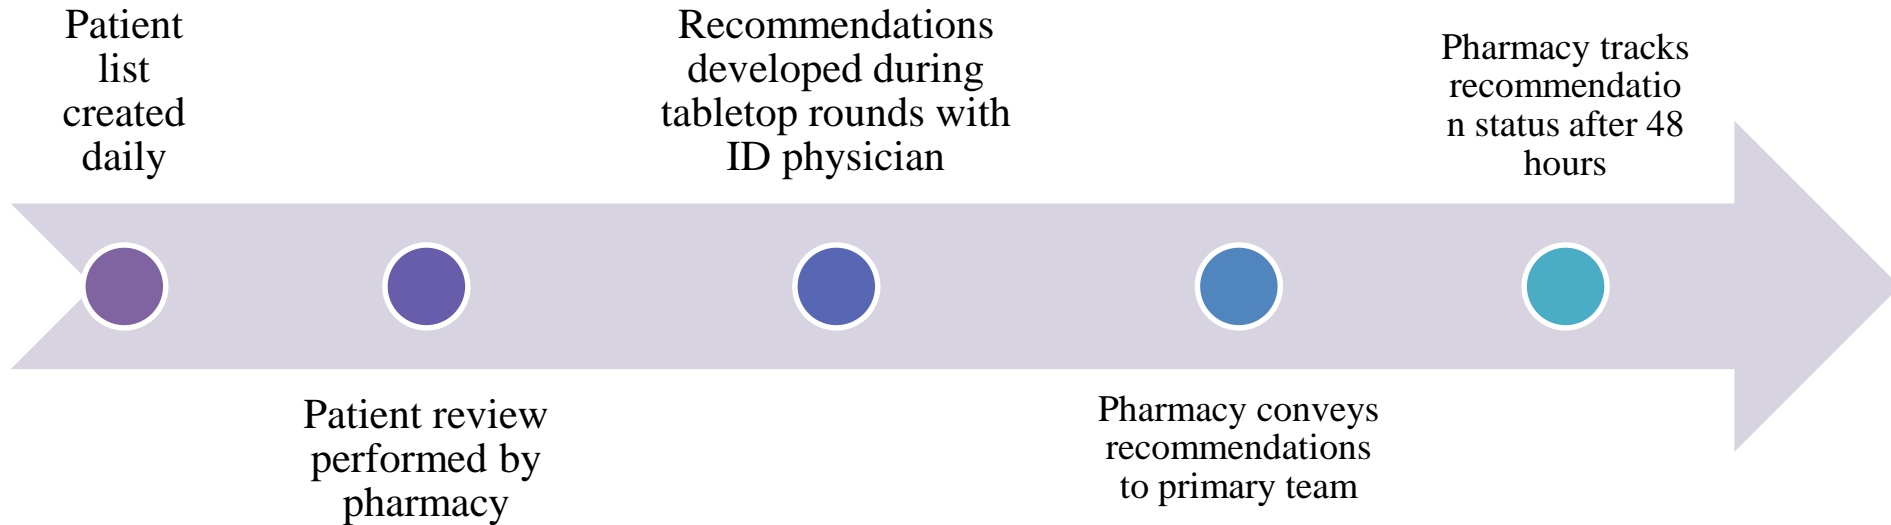 Patient
list
created
daily
Patient review
performed by
pharmacy
Recommendations
developed during
tabletop rounds with
ID physician
Pharmacy conveys
recommendations
to primary team
Pharmacy tracks
recommendatio
n status after 48
hours